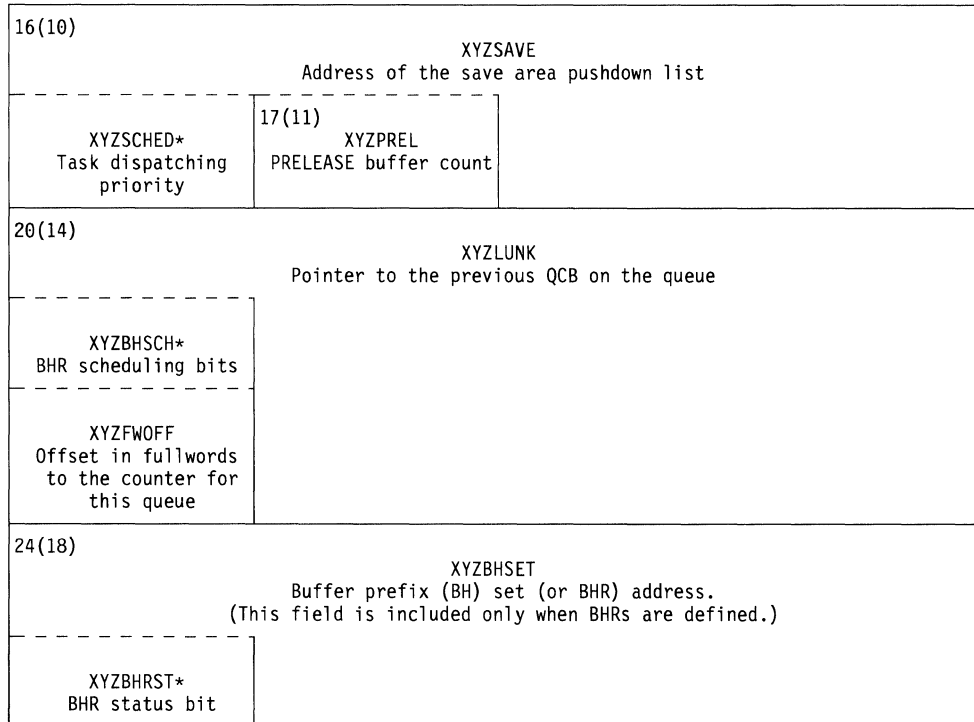 16(10)
XYZSAVE
Address of the save area pushdown list
XYZSCHED*
Task dispatching
priority
17(11)
XYZPREL
PRELEASE buffer count
20(14)
XYZLUNK
Pointer to the previous QCB on the queue
XYZBHSCH*
BHR scheduling bits
XYZFWOFF
Offset in fullwords
to the counter for
this queue
24(18)
XYZBHSET
Buffer prefix (BH) set (or BHR) address.
(This field is included only when BHRs are defined.)
XYZBHRST*
BHR status bit